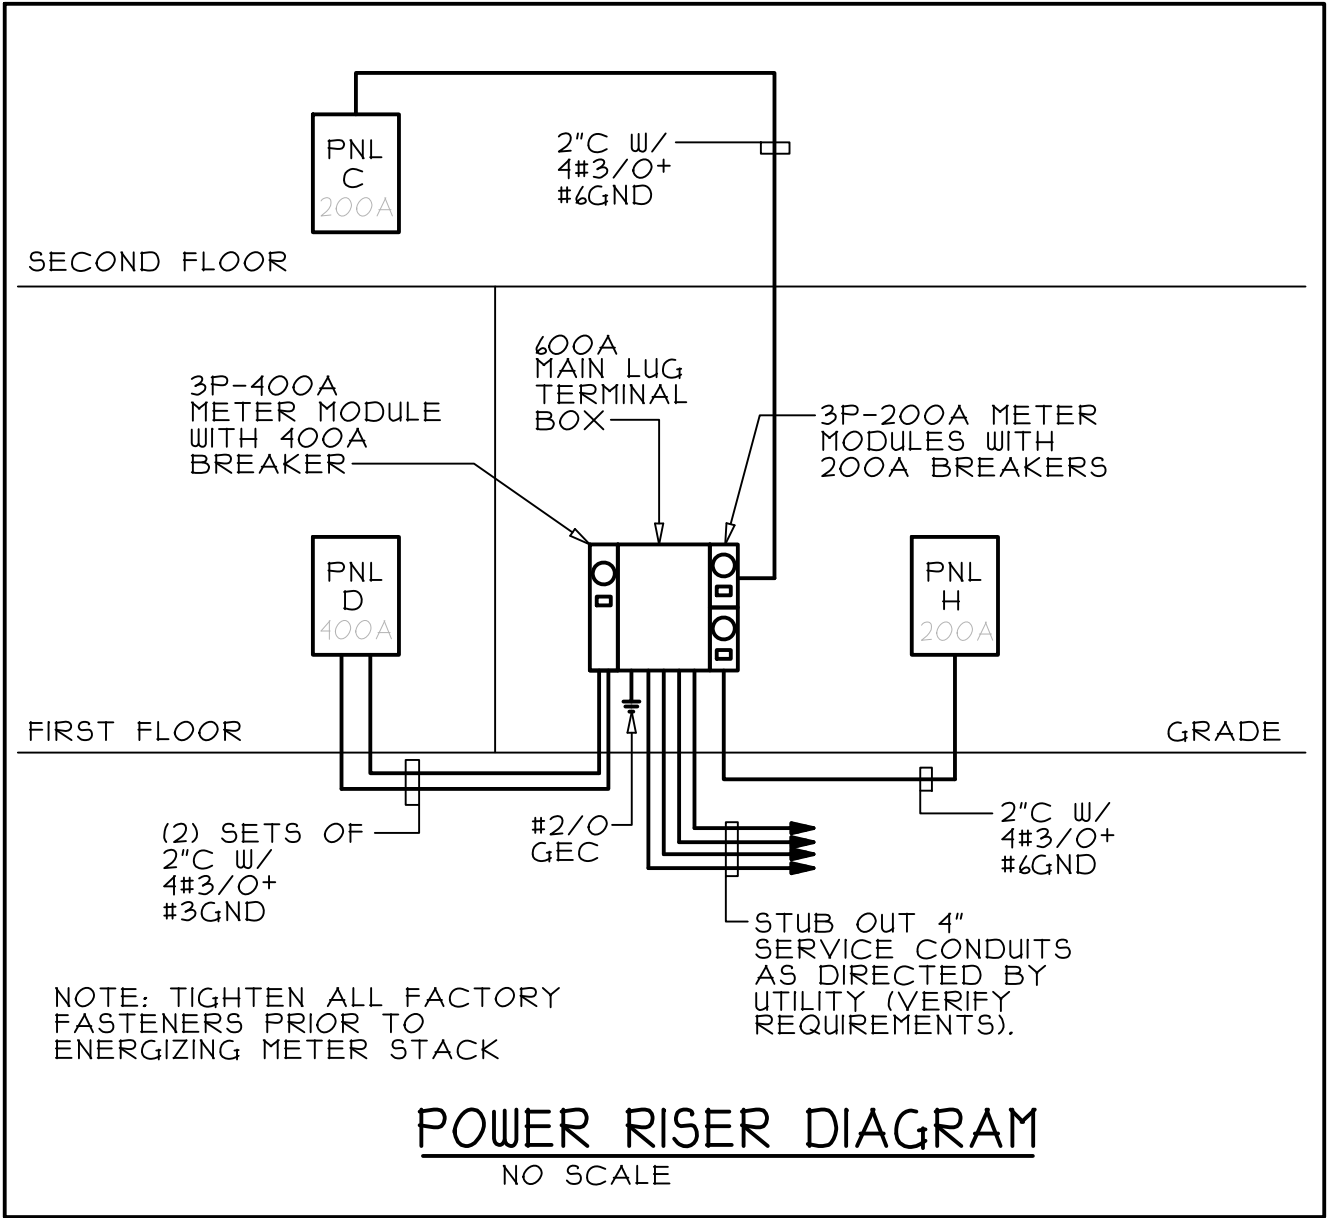 PNL
C
200A
2"C W/
4#3/0+
#6GND
SECOND FLOOR
3P-400A
METER MODULE
WITH 400A
BREAKER
600A
MAIN LUG
TERMINAL
BOX
3P-200A METER
MODULES WITH
200A BREAKERS
PNL
D
400A
PNL
H
200A
FIRST FLOOR
GRADE
(2) SETS OF
2"C W/
4#3/0+
#3GND
#2/0
GEC
2"C W/
4#3/0+
#6GND
STUB OUT 4"
SERVICE CONDUITS
AS DIRECTED BY
UTILITY (VERIFY
REQUIREMENTS).
NOTE: TIGHTEN ALL FACTORY
FASTENERS PRIOR TO
ENERGIZING METER STACK
POWER RISER DIAGRAM
NO SCALE